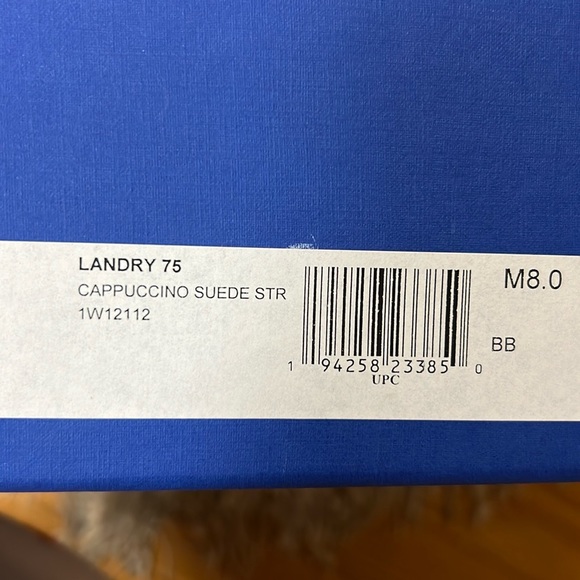 LANDRY 75
CAPPUCCINO SUEDE STR
1W12112
1 94258 23385 0
UPC
M8.0
BB